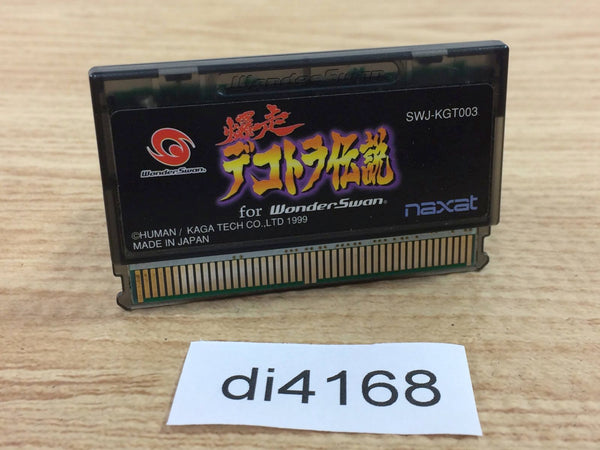 WonderSwan
SWJ-KGT003
爆走
デコトラ伝説
WonderSwan
for WonderSwan
naxat
©HUMAN / KAGA TECH CO.,LTD 1999
MADE IN JAPAN
di4168